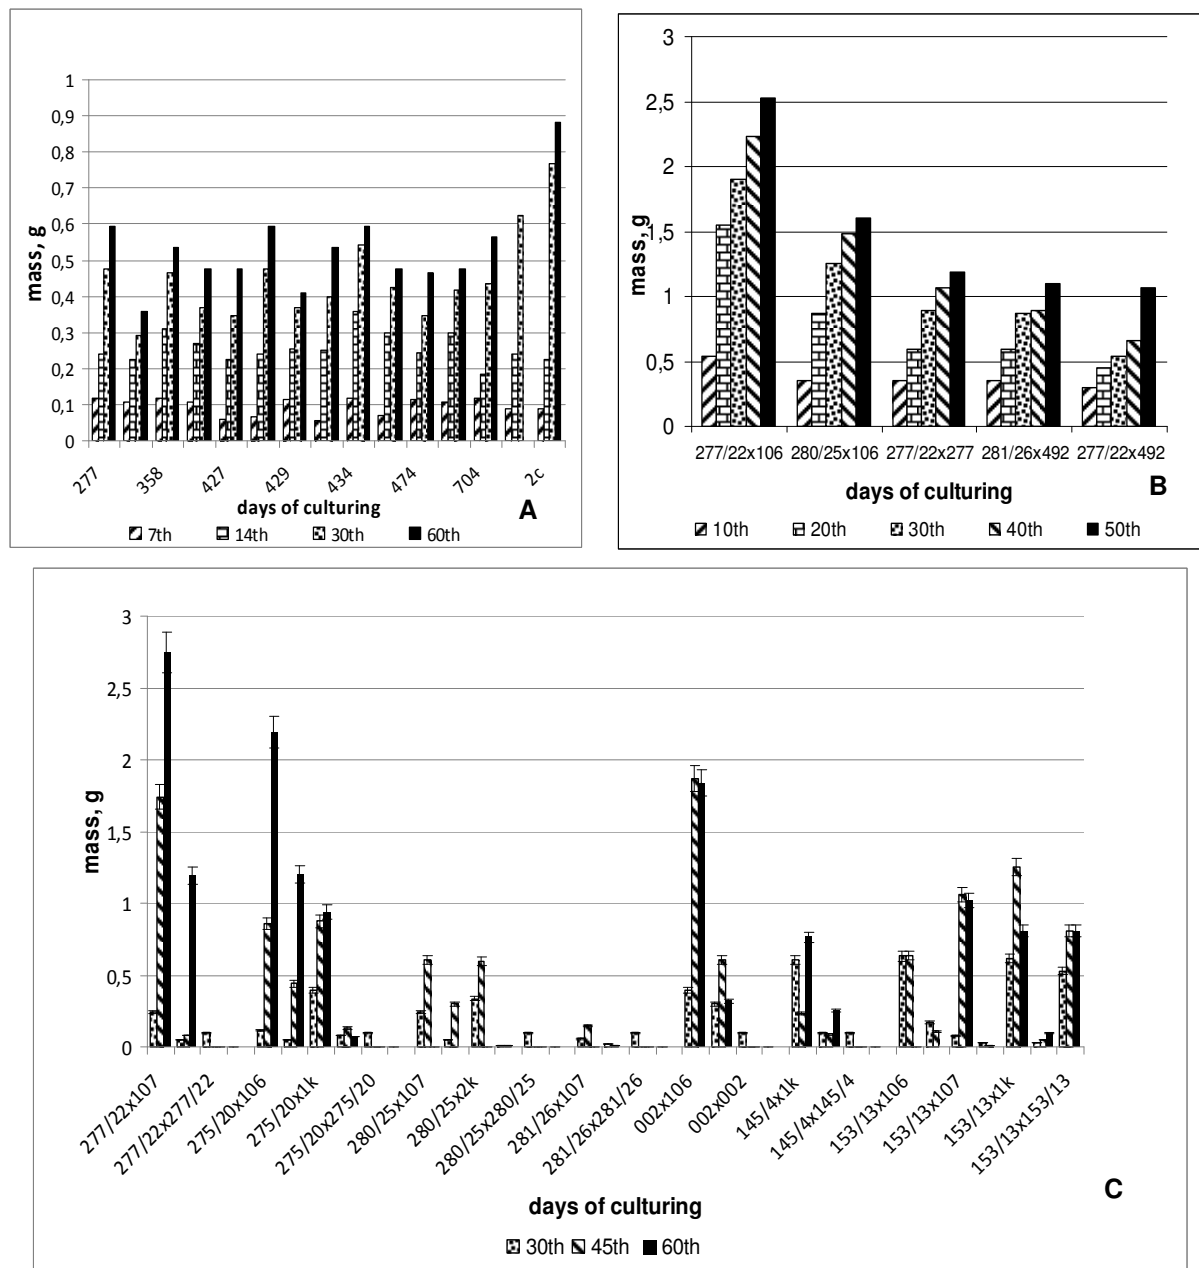 1
0,9
0,8
0,7
0,6
0,5
0,4
0,3
0,2
0,1
0
mass, g
277
358
427
429
434
474
704
2c
days of culturing
A
7th 14th 30th 60th
3
2,5
2
1,5
1
0,5
0
mass, g
277/22x106 280/25x106 277/22x277 281/26x492 277/22x492
days of culturing
B
10th 20th 30th 40th 50th
3
2,5
2
1,5
1
0,5
0
mass, g
277/22x107
277/22x277/22
275/20x106
275/20x1k
275/20x275/20
280/25x107
280/25x2k
280/25x280/25
281/26x107
281/26x281/26
002x106
002x002
145/4x1k
145/4x145/4
153/13x106
153/13x107
153/13x1k
153/13x153/13
days of culturing
C
30th 45th 60th